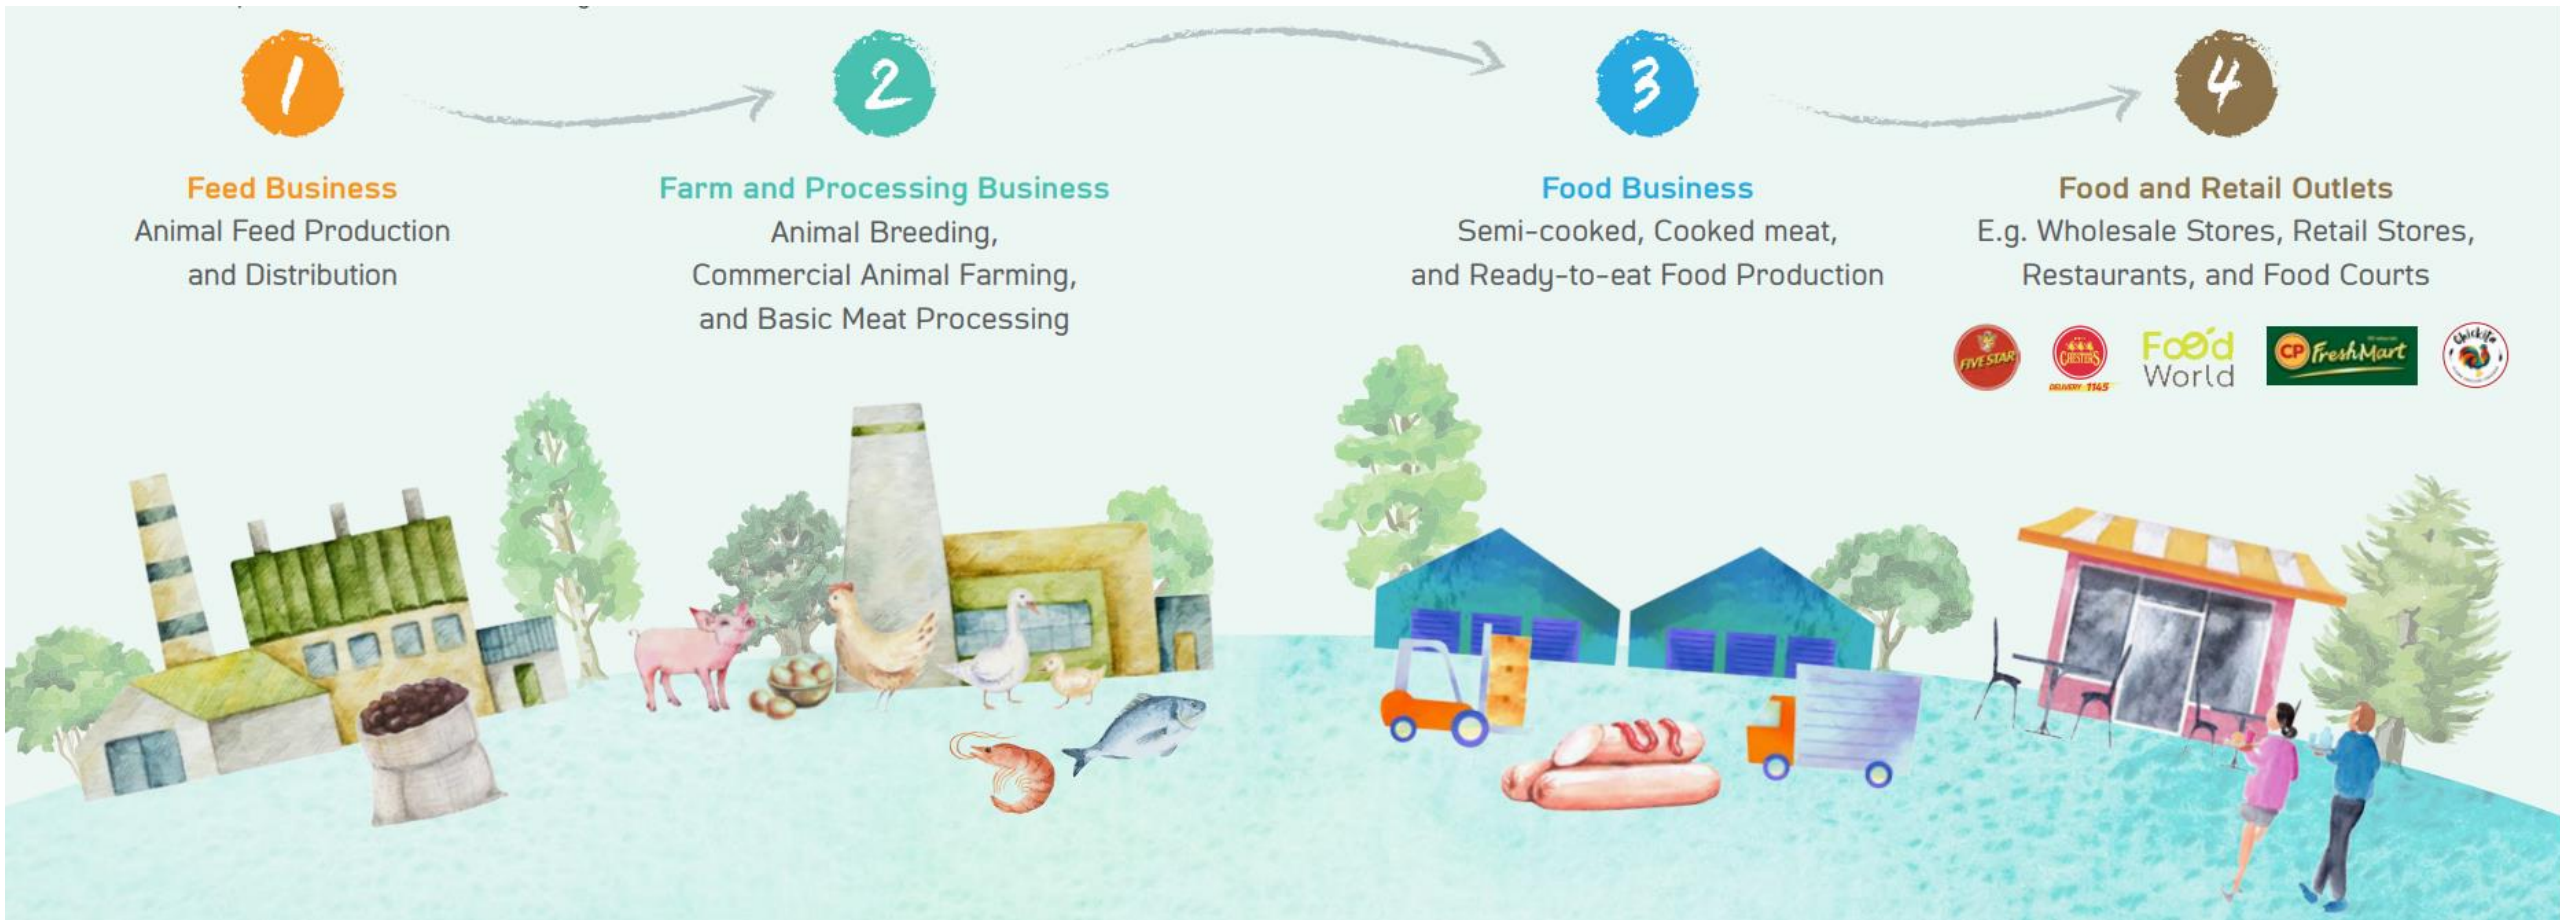 1
Feed Business
Animal Feed Production
and Distribution
2
Farm and Processing Business
Animal Breeding,
Commercial Animal Farming,
and Basic Meat Processing
3
Food Business
Semi-cooked, Cooked meat,
and Ready-to-eat Food Production
4
Food and Retail Outlets
E.g. Wholesale Stores, Retail Stores,
Restaurants, and Food Courts
FIVE STAR
CHESTER'S
DELIVERY 1145
Food
World
CP FreshMart
Chickita